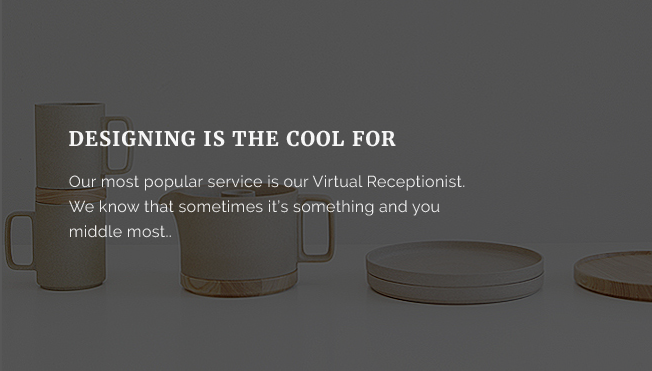 DESIGNING IS THE COOL FOR
Our most popular service is our Virtual Receptionist.
We know that sometimes it's something and you
middle most..